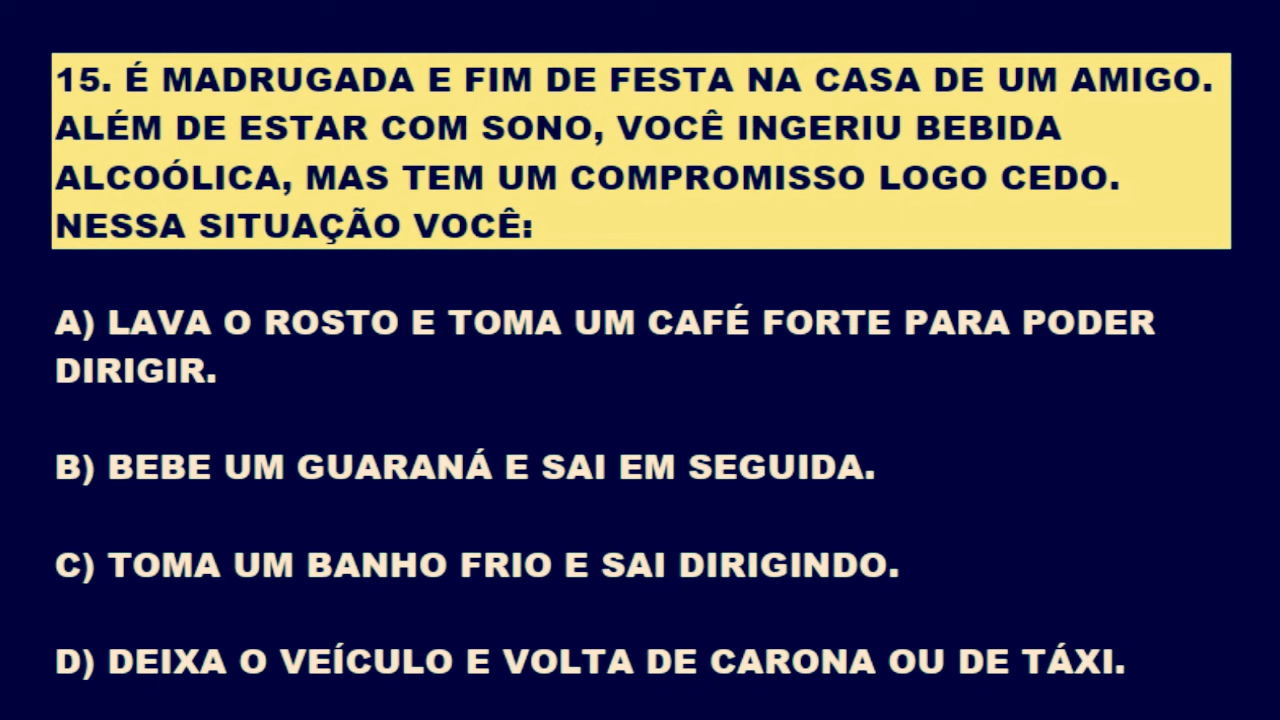 15. É MADRUGADA E FIM DE FESTA NA CASA DE UM AMIGO.
ALÉM DE ESTAR COM SONO, VOCÊ INGERIU BEBIDA
ALCOÓLICA, MAS TEM UM COMPROMISSO LOGO CEDO.
NESSA SITUAÇÃO VOCÊ:
A) LAVA O ROSTO E TOMA UM CAFÉ FORTE PARA PODER
DIRIGIR.
B) BEBE UM GUARANÁ E SAI EM SEGUIDA.
C) TOMA UM BANHO FRIO E SAI DIRIGINDO.
D) DEIXA O VEÍCULO E VOLTA DE CARONA OU DE TÁXI.